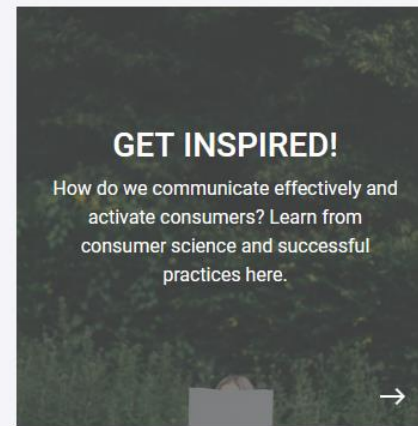 GET INSPIRED!
How do we communicate effectively and
activate consumers? Learn from
consumer science and successful
practices here.